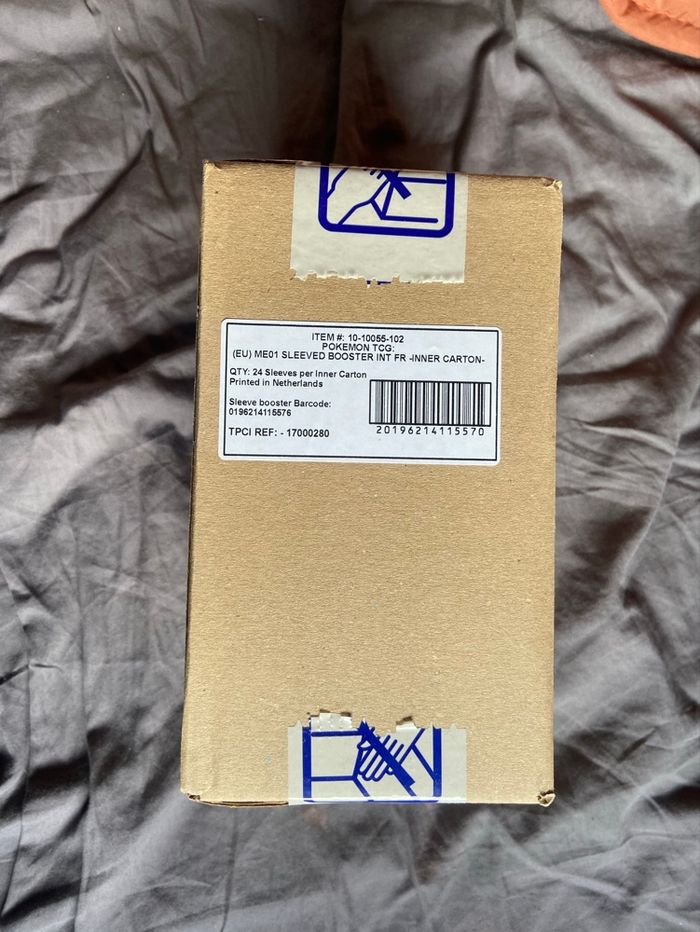 ITEM #: 10-10055-102
POKEMON TCG:
(EU) ME01 SLEEVED BOOSTER INT FR -INNER CARTON-
QTY: 24 Sleeves per Inner Carton
Printed in Netherlands
Sleeve booster Barcode:
0196214115576
TPCI REF: - 17000280
20196214115570